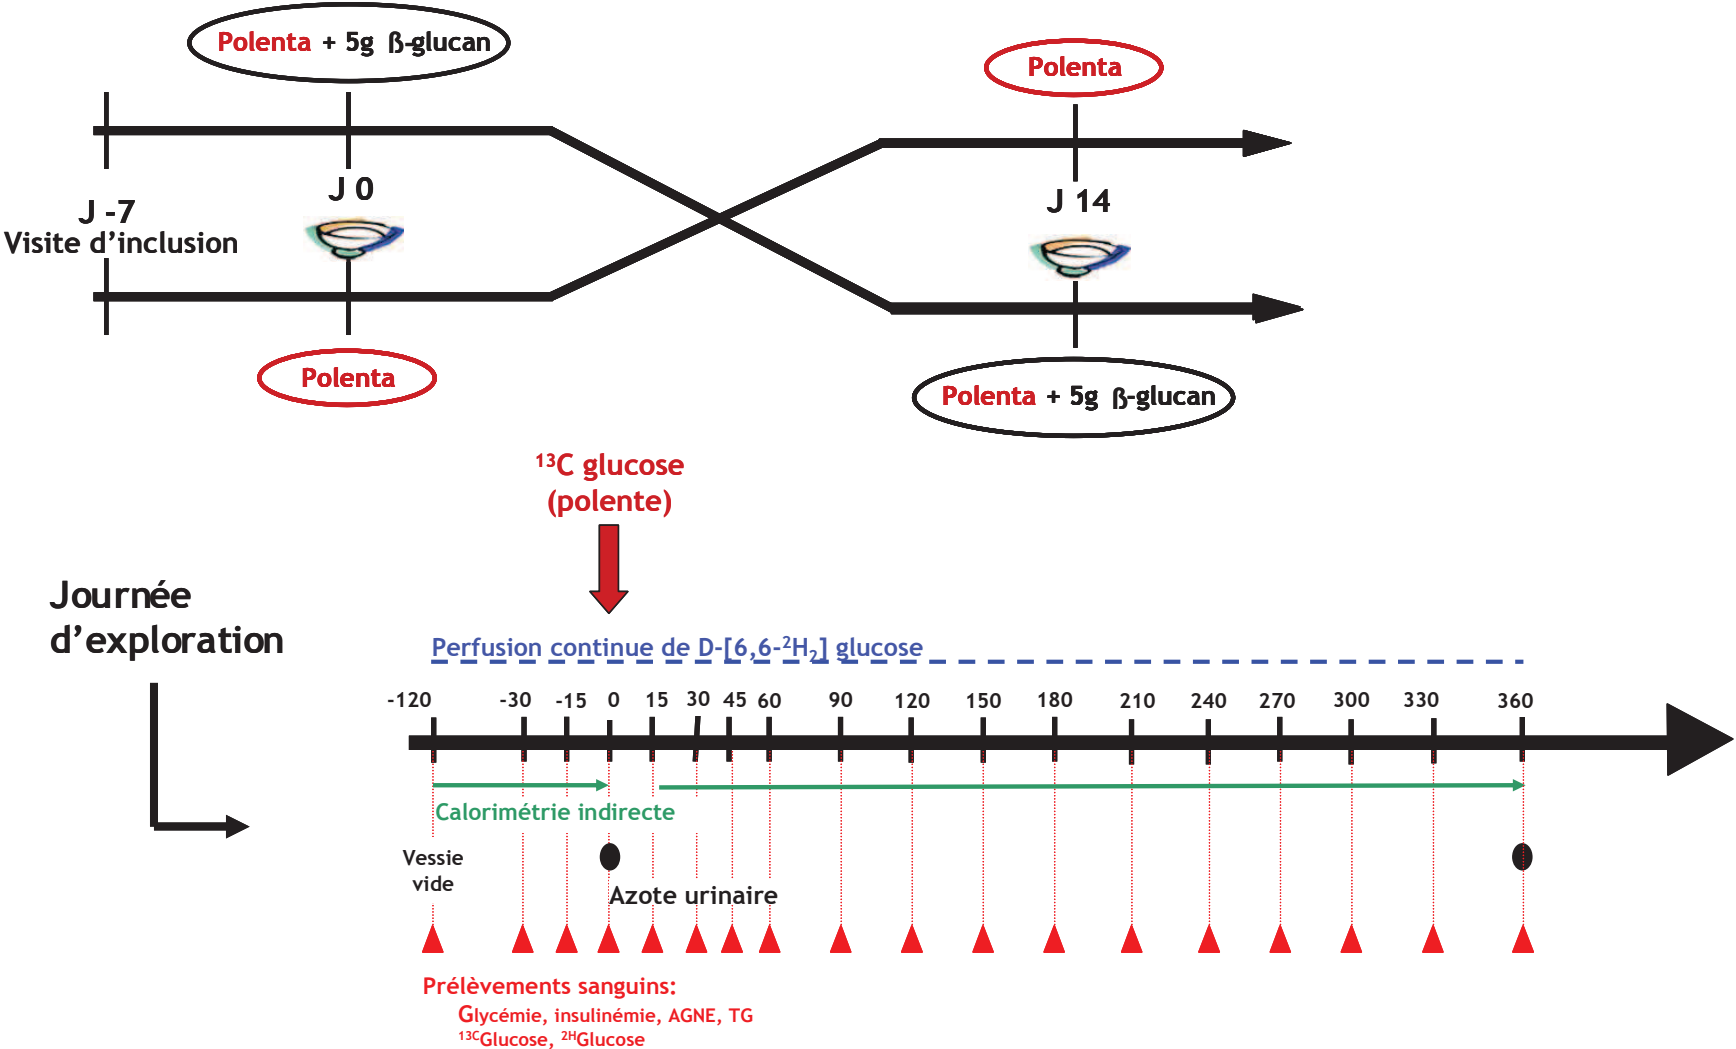 Polenta + 5g ß-glucan
Polenta
J 0
J 14
J -7
Visite d’inclusion
Polenta
Polenta + 5g ß-glucan
¹³C glucose
(polente)
Journée
d’exploration
Perfusion continue de D-[6,6-²H₂] glucose
-120 -30 -15 0 15 30 45 60 90 120 150 180 210 240 270 300 330 360
Calorimétrie indirecte
Vessie
vide
Azote urinaire
Prélèvements sanguins:
Glycémie, insulinémie, AGNE, TG
¹³ᶜGlucose, ²ᴴGlucose